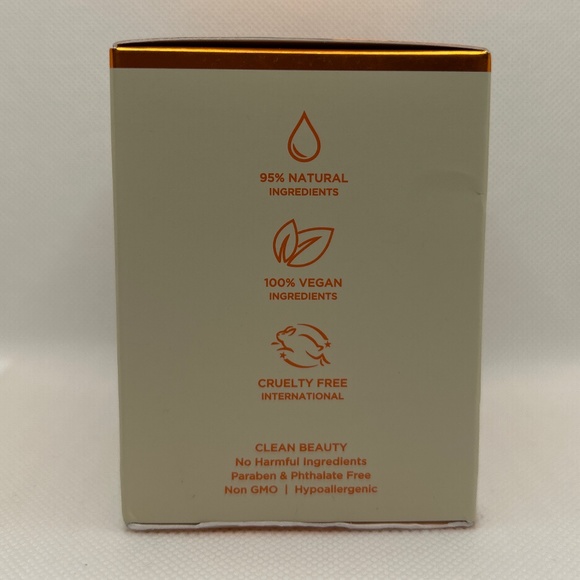 95% NATURAL
INGREDIENTS
100% VEGAN
INGREDIENTS
CRUELTY FREE
INTERNATIONAL
CLEAN BEAUTY
No Harmful Ingredients
Paraben & Phthalate Free
Non GMO | Hypoallergenic